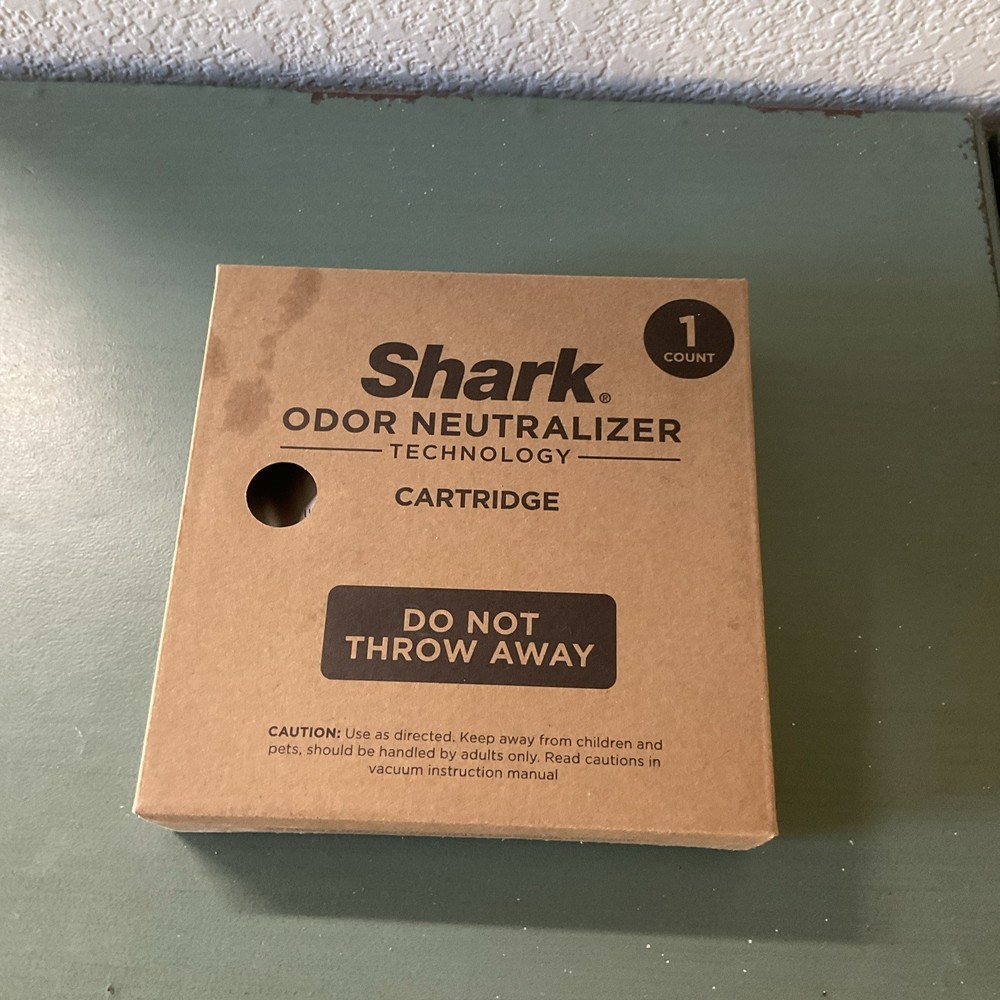 1
COUNT
Shark®
ODOR NEUTRALIZER
TECHNOLOGY
CARTRIDGE
DO NOT
THROW AWAY
CAUTION: Use as directed. Keep away from children and
pets, should be handled by adults only. Read cautions in
vacuum instruction manual